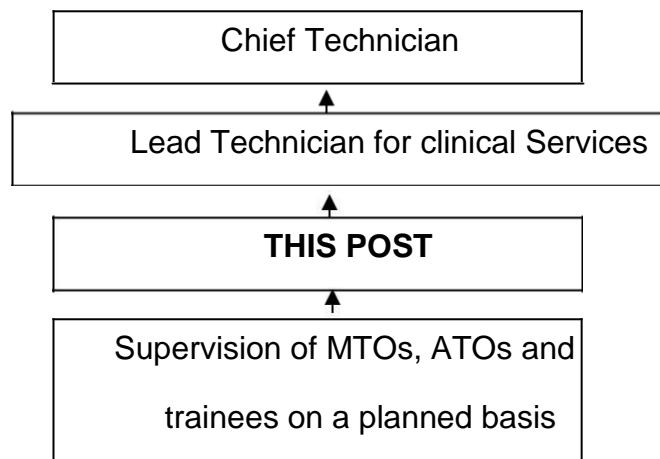 Chief Technician
Lead Technician for clinical Services
THIS POST
Supervision of MTOs, ATOs and
trainees on a planned basis